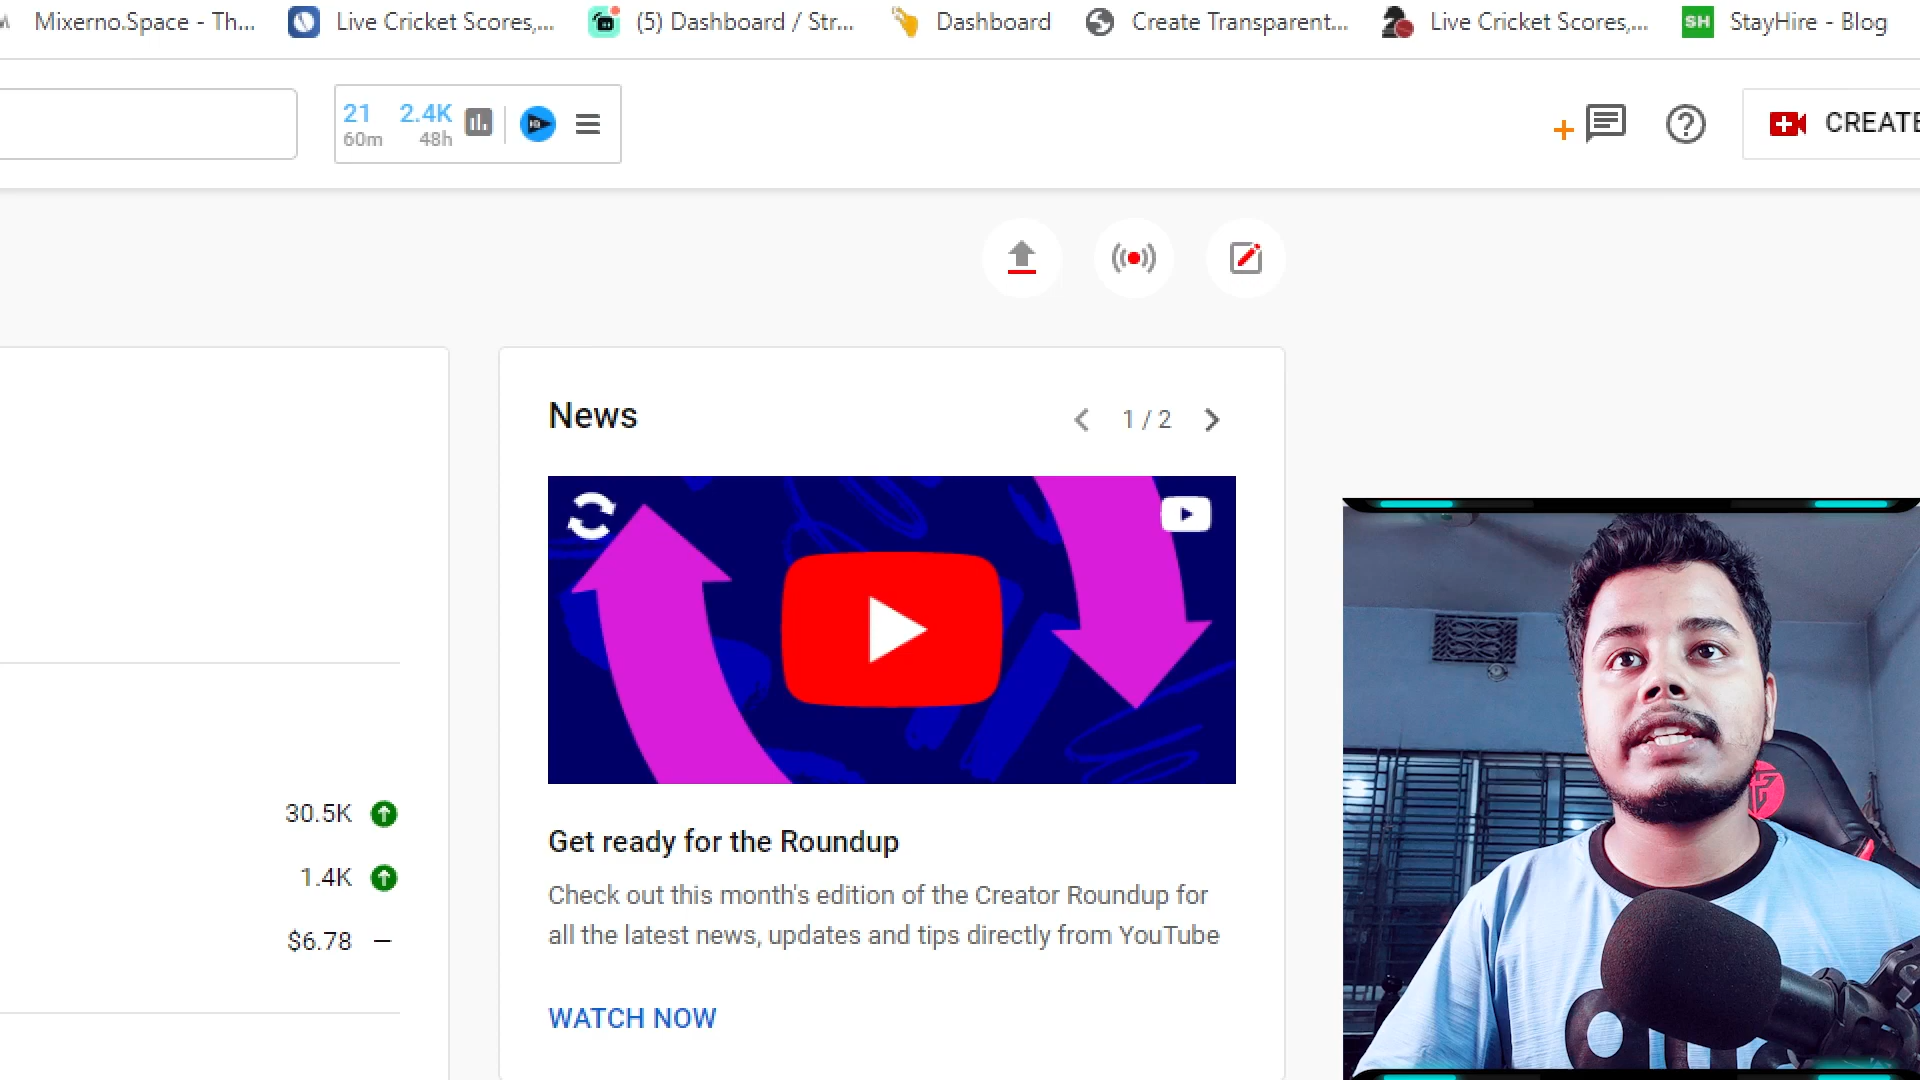 Mixerno.Space - Th...
Live Cricket Scores,...
(5) Dashboard / Str...
Dashboard
Create Transparent...
Live Cricket Scores,...
SH
StayHire - Blog
21 2.4K
60m 48h
CREATE
News
1 / 2
30.5K
1.4K
$6.78 —
Get ready for the Roundup
Check out this month's edition of the Creator Roundup for
all the latest news, updates and tips directly from YouTube
WATCH NOW